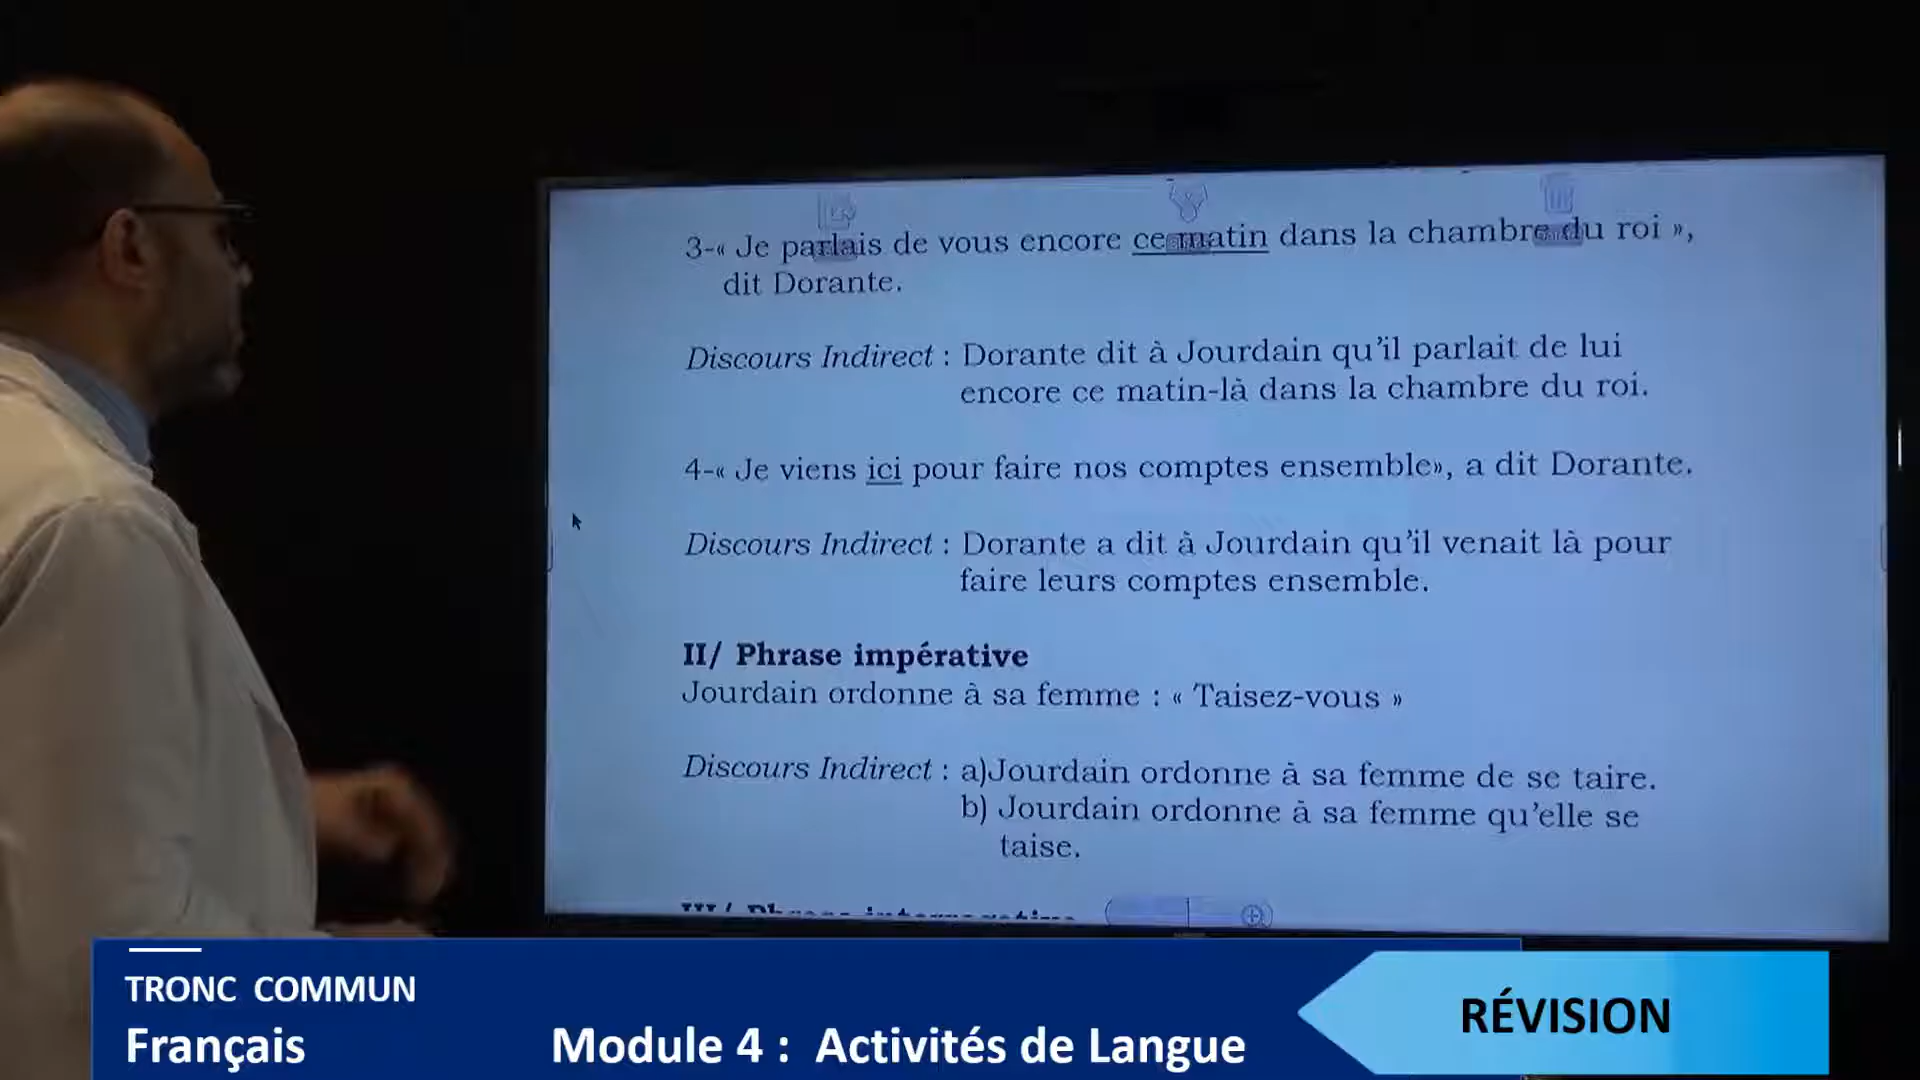 3-« Je parlais de vous encore ce matin dans la chambre du roi »,
dit Dorante.
Discours Indirect : Dorante dit à Jourdain qu'il parlait de lui
encore ce matin-là dans la chambre du roi.
4-« Je viens ici pour faire nos comptes ensemble», a dit Dorante.
Discours Indirect : Dorante a dit à Jourdain qu'il venait là pour
faire leurs comptes ensemble.
II/ Phrase impérative
Jourdain ordonne à sa femme : « Taisez-vous »
Discours Indirect : a)Jourdain ordonne à sa femme de se taire.
b) Jourdain ordonne à sa femme qu'elle se
taise.
TRONC COMMUN
Français
Module 4 : Activités de Langue
RÉVISION